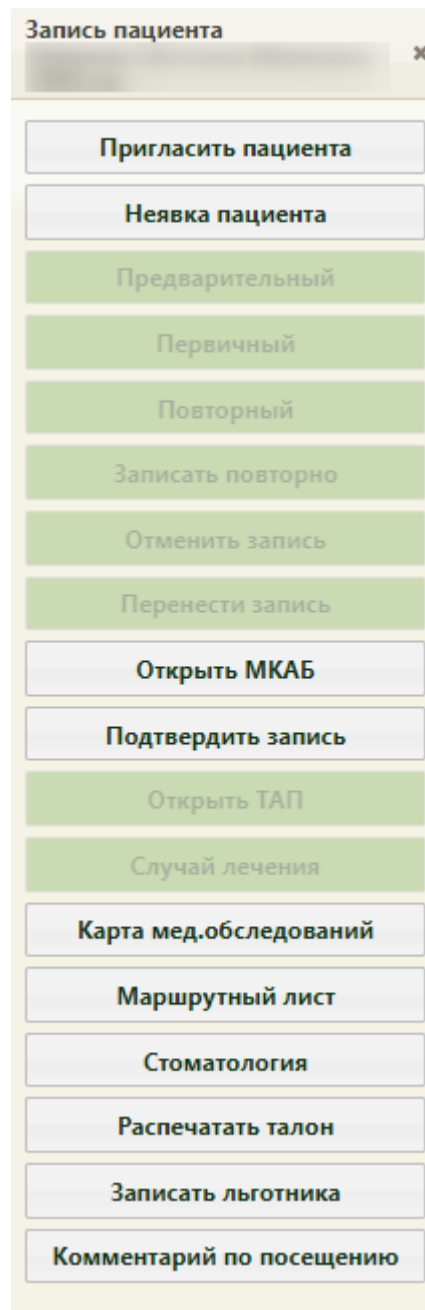 Запись пациента
Пригласить пациента
Неявка пациента
Предварительный
Первичный
Повторный
Записать повторно
Отменить запись
Перенести запись
Открыть МКАБ
Подтвердить запись
Открыть ТАП
Случай лечения
Карта мед.обследований
Маршрутный лист
Стоматология
Распечатать талон
Записать льготника
Комментарий по посещению